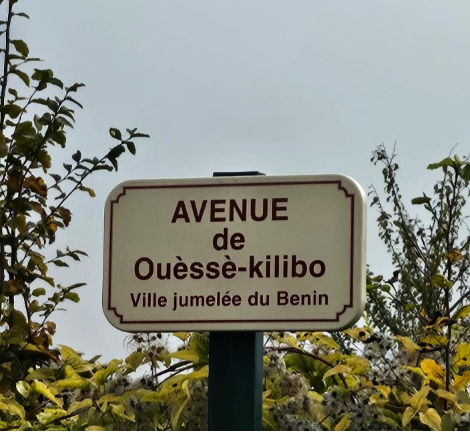 AVENUE
de
Ouèssè-kilibo
Ville jumelée du Benin